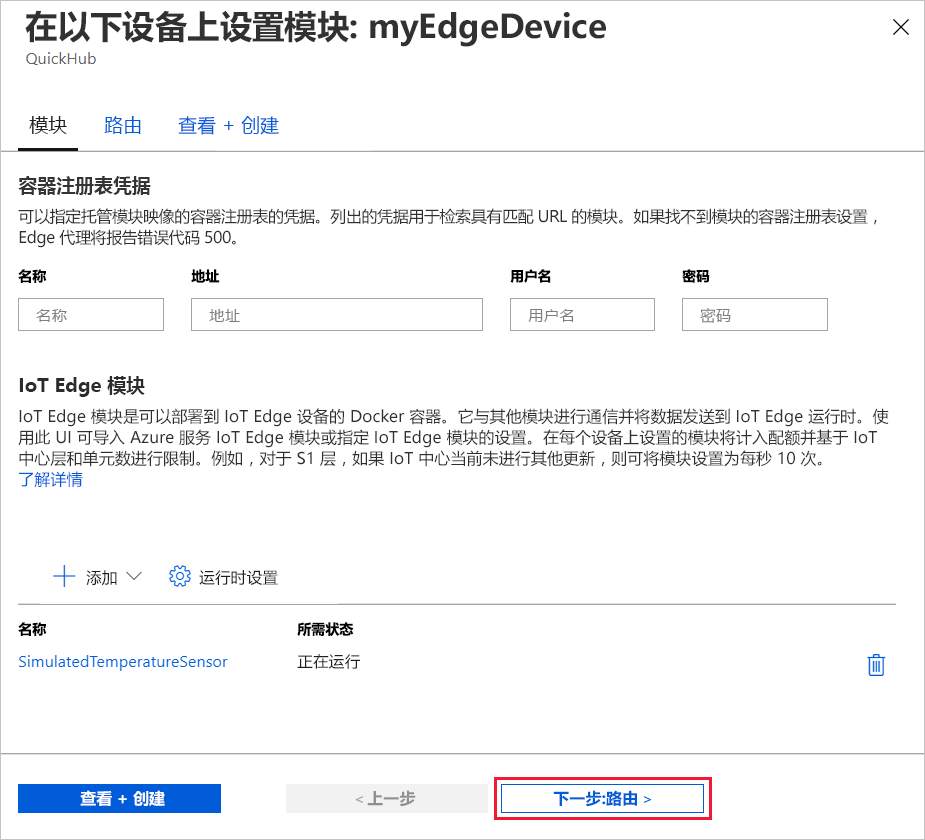 在以下设备上设置模块: myEdgeDevice
QuickHub
模块 路由 查看 + 创建
容器注册表凭据
可以指定托管模块映像的容器注册表的凭据。列出的凭据用于检索具有匹配 URL 的模块。如果找不到模块的容器注册表设置，
Edge 代理将报告错误代码 500。
名称 地址 用户名 密码
名称 地址 用户名 密码
IoT Edge 模块
IoT Edge 模块是可以部署到 IoT Edge 设备的 Docker 容器。它与其他模块进行通信并将数据发送到 IoT Edge 运行时。使
用此 UI 可导入 Azure 服务 IoT Edge 模块或指定 IoT Edge 模块的设置。在每个设备上设置的模块将计入配额并基于 IoT
中心层和单元数进行限制。例如，对于 S1 层，如果 IoT 中心当前未进行其他更新，则可将模块设置为每秒 10 次。
了解详情
添加 运行时设置
名称 所需状态
SimulatedTemperatureSensor 正在运行
查看 + 创建 < 上一步 下一步:路由 >